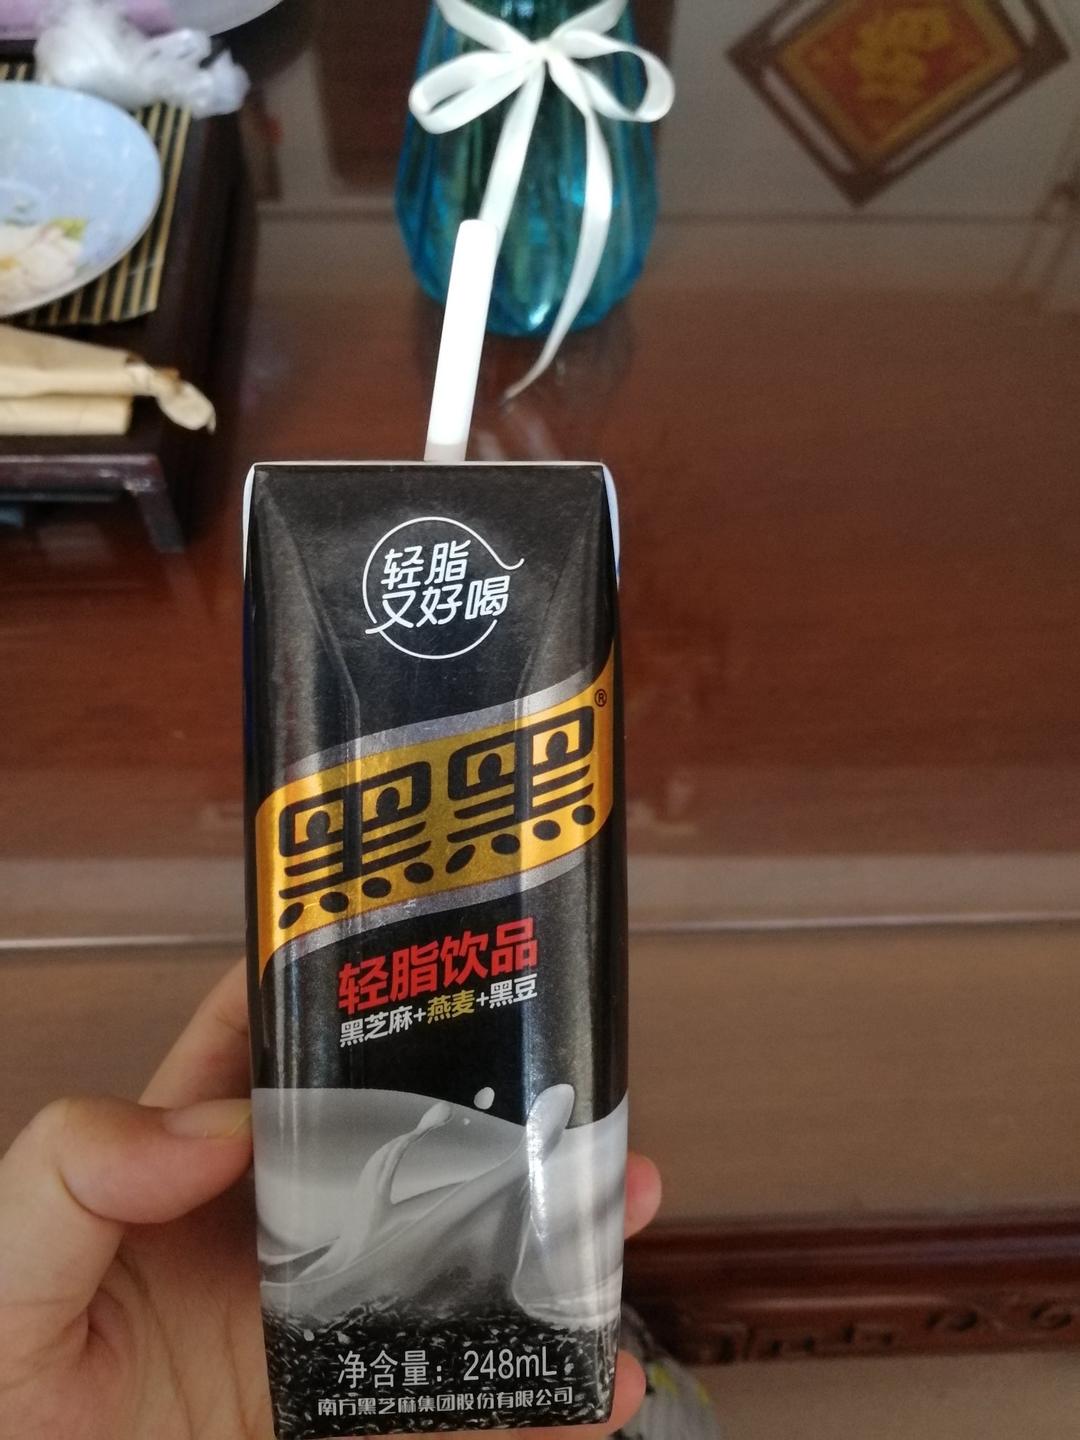 轻脂
又好喝
黑黑®
轻脂饮品
黑芝麻+燕麦+黑豆
净含量：248mL
南方黑芝麻集团股份有限公司